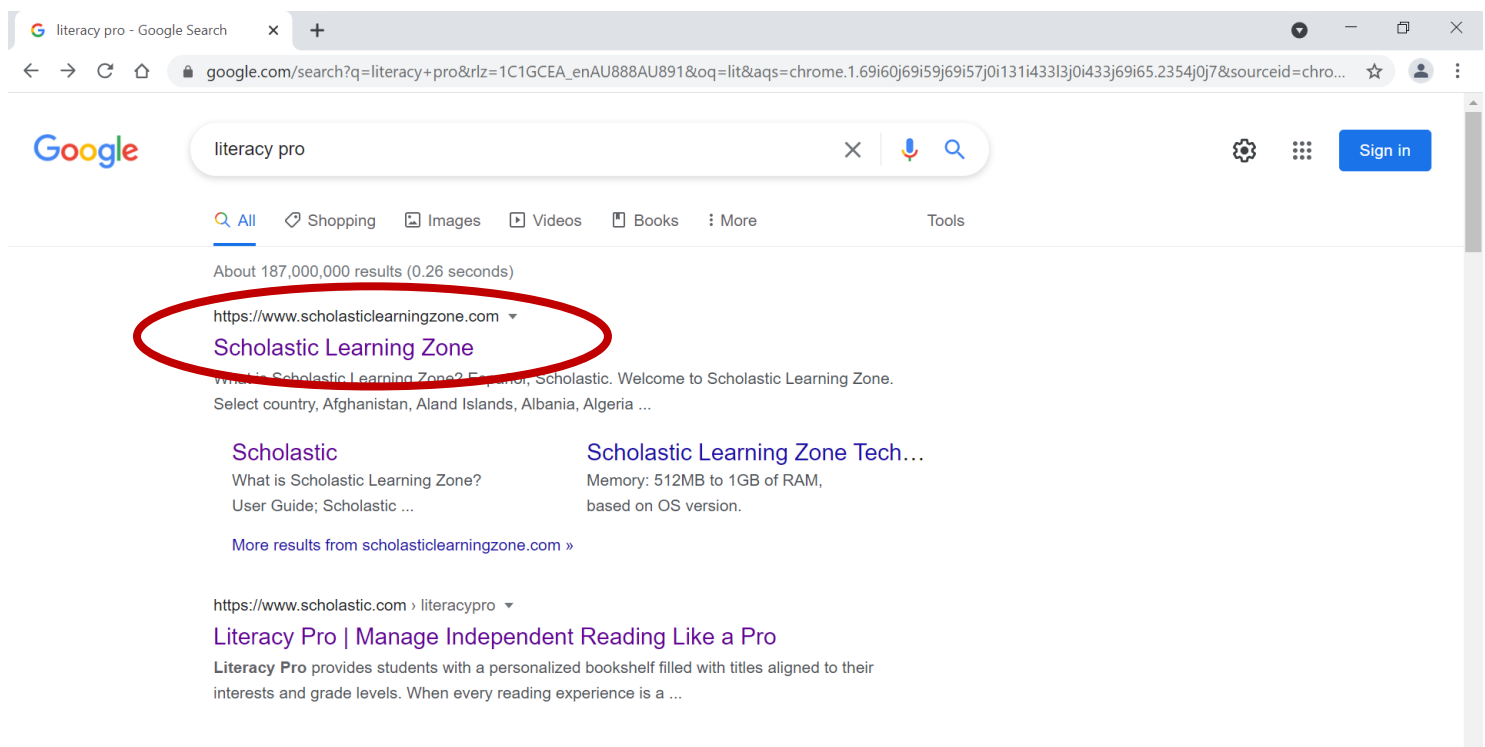 literacy pro - Google Search
google.com/search?q=literacy+pro&rlz=1C1GCEA_enAU888AU891&oq=lit&aqs=chrome.1.69i60j69i59j69i57j0i131i433l3j0i433j69i65.2354j0j7&sourceid=chro...
Google
literacy pro
Sign in
All Shopping Images Videos Books More Tools
About 187,000,000 results (0.26 seconds)
https://www.scholasticlearningzone.com
Scholastic Learning Zone
What is Scholastic Learning Zone? Español, Scholastic. Welcome to Scholastic Learning Zone.
Select country, Afghanistan, Aland Islands, Albania, Algeria ...
Scholastic
What is Scholastic Learning Zone?
User Guide; Scholastic ...
Scholastic Learning Zone Tech...
Memory: 512MB to 1GB of RAM,
based on OS version.
More results from scholasticlearningzone.com »
https://www.scholastic.com › literacypro
Literacy Pro | Manage Independent Reading Like a Pro
Literacy Pro provides students with a personalized bookshelf filled with titles aligned to their
interests and grade levels. When every reading experience is a ...